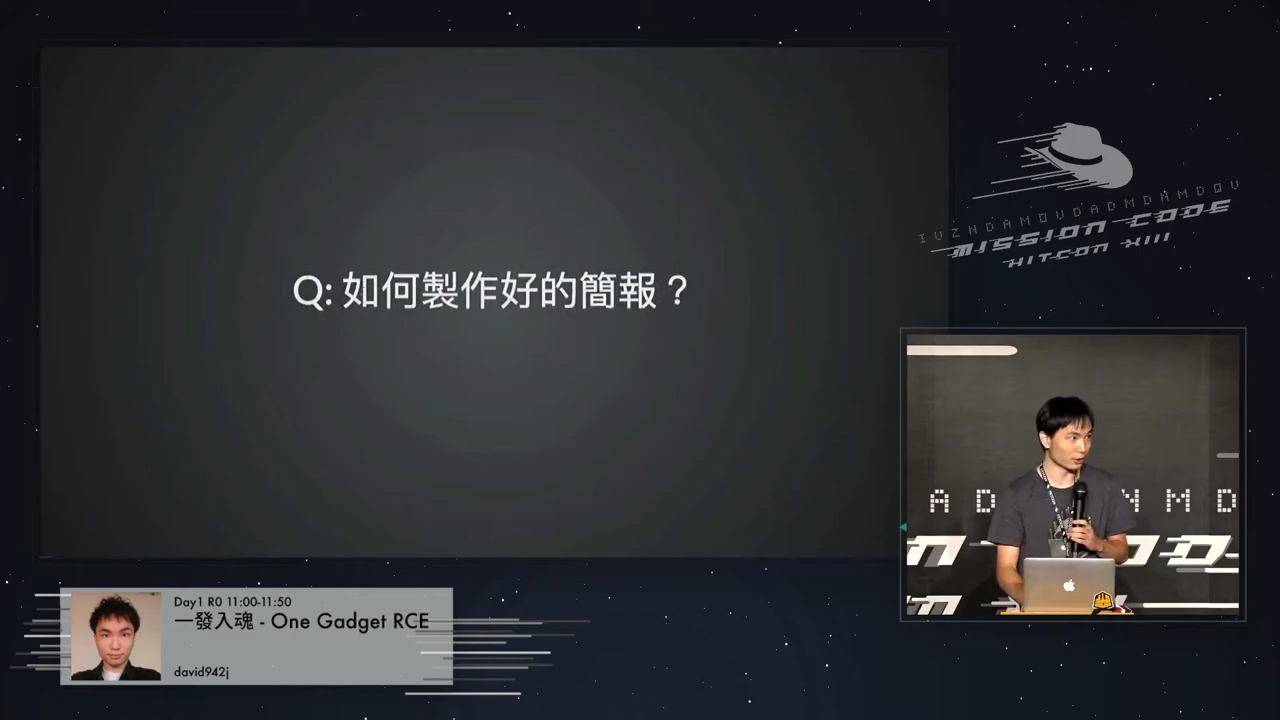 Q: 如何製作好的簡報？
IVZNDAMOVDADMDNMDQV
MISSION CODE
HITCON XIII
A D N M D
Day1 R0 11:00-11:50
一發入魂 - One Gadget RCE
david942j